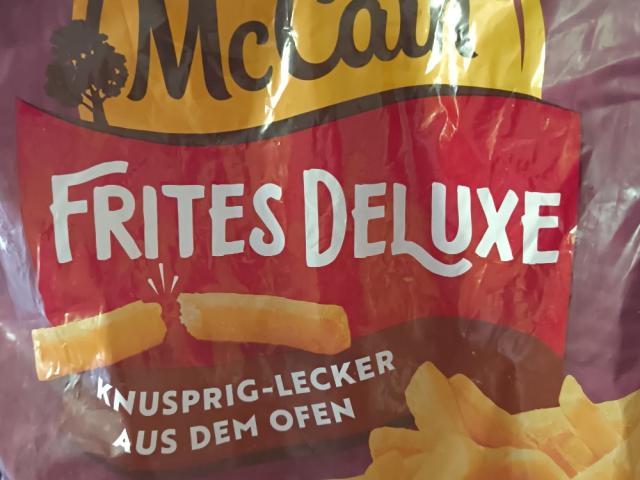 McCain
FRITES DELUXE
KNUSPRIG-LECKER
AUS DEM OFEN